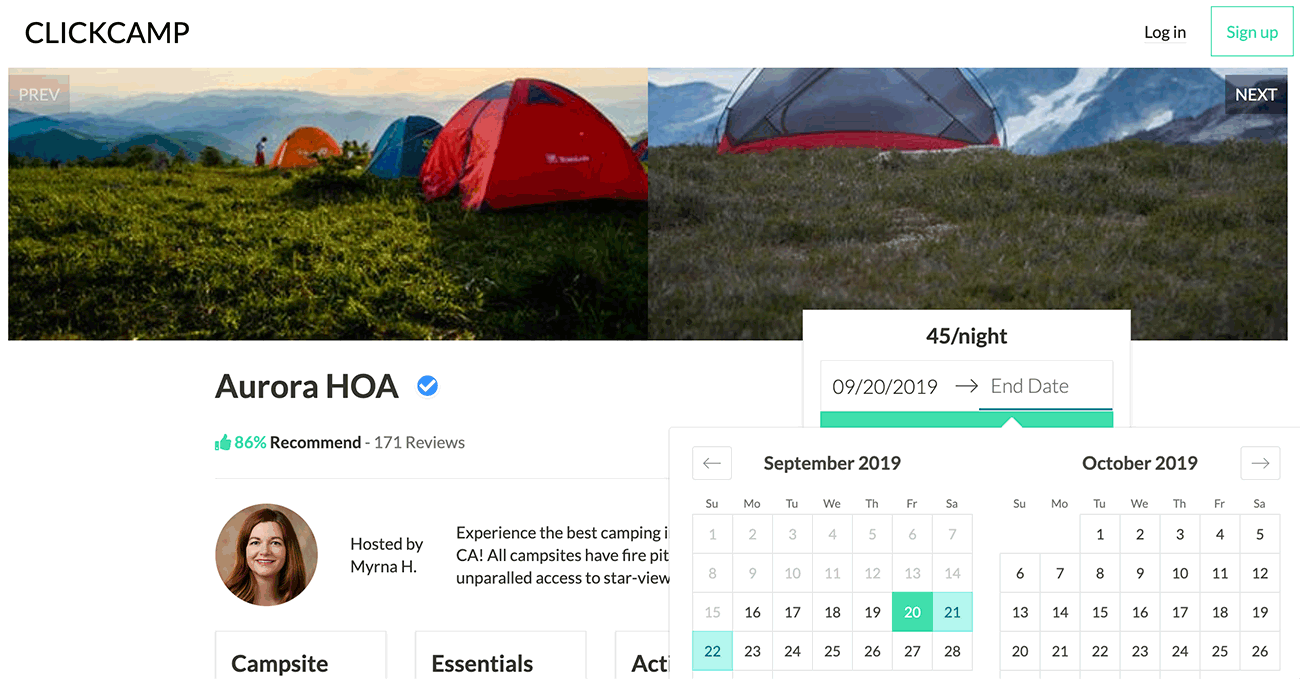 CLICKCAMP
Log in
Sign up
PREV
NEXT
45/night
09/20/2019 → End Date
Aurora HOA
86% Recommend - 171 Reviews
Hosted by
Myrna H.
Experience the best camping i
CA! All campsites have fire pit
unparalled access to star-view
Campsite
Essentials
Acti
← September 2019
Su Mo Tu We Th Fr Sa
1 2 3 4 5 6 7
8 9 10 11 12 13 14
15 16 17 18 19 20 21
22 23 24 25 26 27 28
October 2019 →
Su Mo Tu We Th Fr Sa
1 2 3 4 5
6 7 8 9 10 11 12
13 14 15 16 17 18 19
20 21 22 23 24 25 26